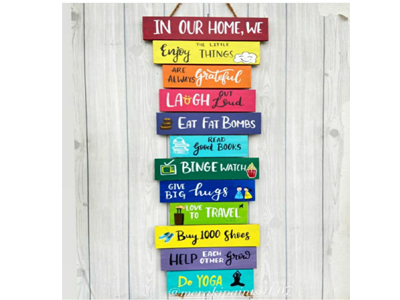 IN OUR HOME, WE
Enjoy THE LITTLE THINGS
ARE ALWAYS Grateful
LAUGH OUT Loud
EAT FAT BOMBS
READ Good BOOKS
BINGE WATCH
GIVE BIG hugs
LOVE TO TRAVEL
Buy 1000 Shoes
HELP EACH OTHER Grow
Do YOGA